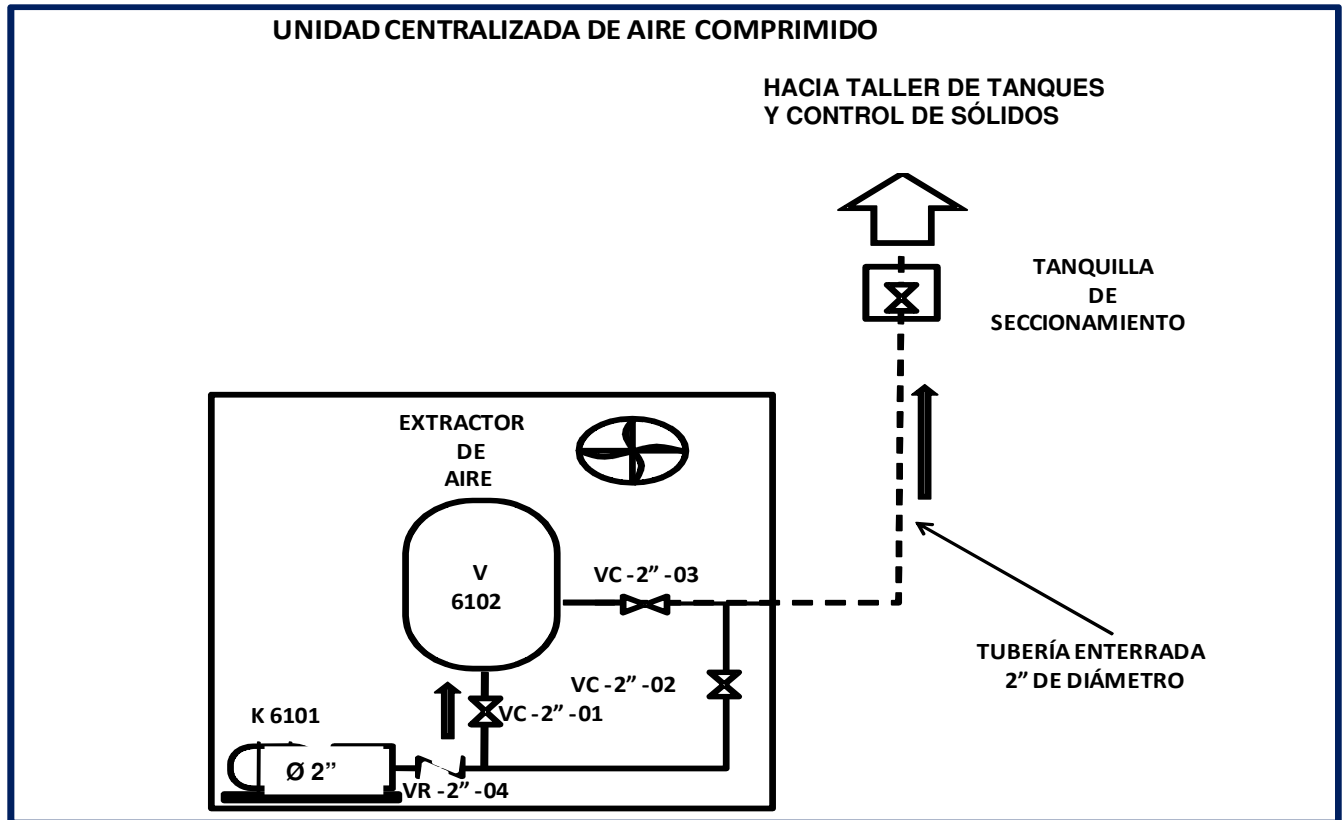 UNIDAD CENTRALIZADA DE AIRE COMPRIMIDO
HACIA TALLER DE TANQUES
Y CONTROL DE SÓLIDOS
TANQUILLA
DE
SECCIONAMIENTO
EXTRACTOR
DE
AIRE
V
6102
VC -2” -03
TUBERÍA ENTERRADA
2” DE DIÁMETRO
VC -2” -02
VC -2” -01
K 6101
Ø 2”
VR -2” -04